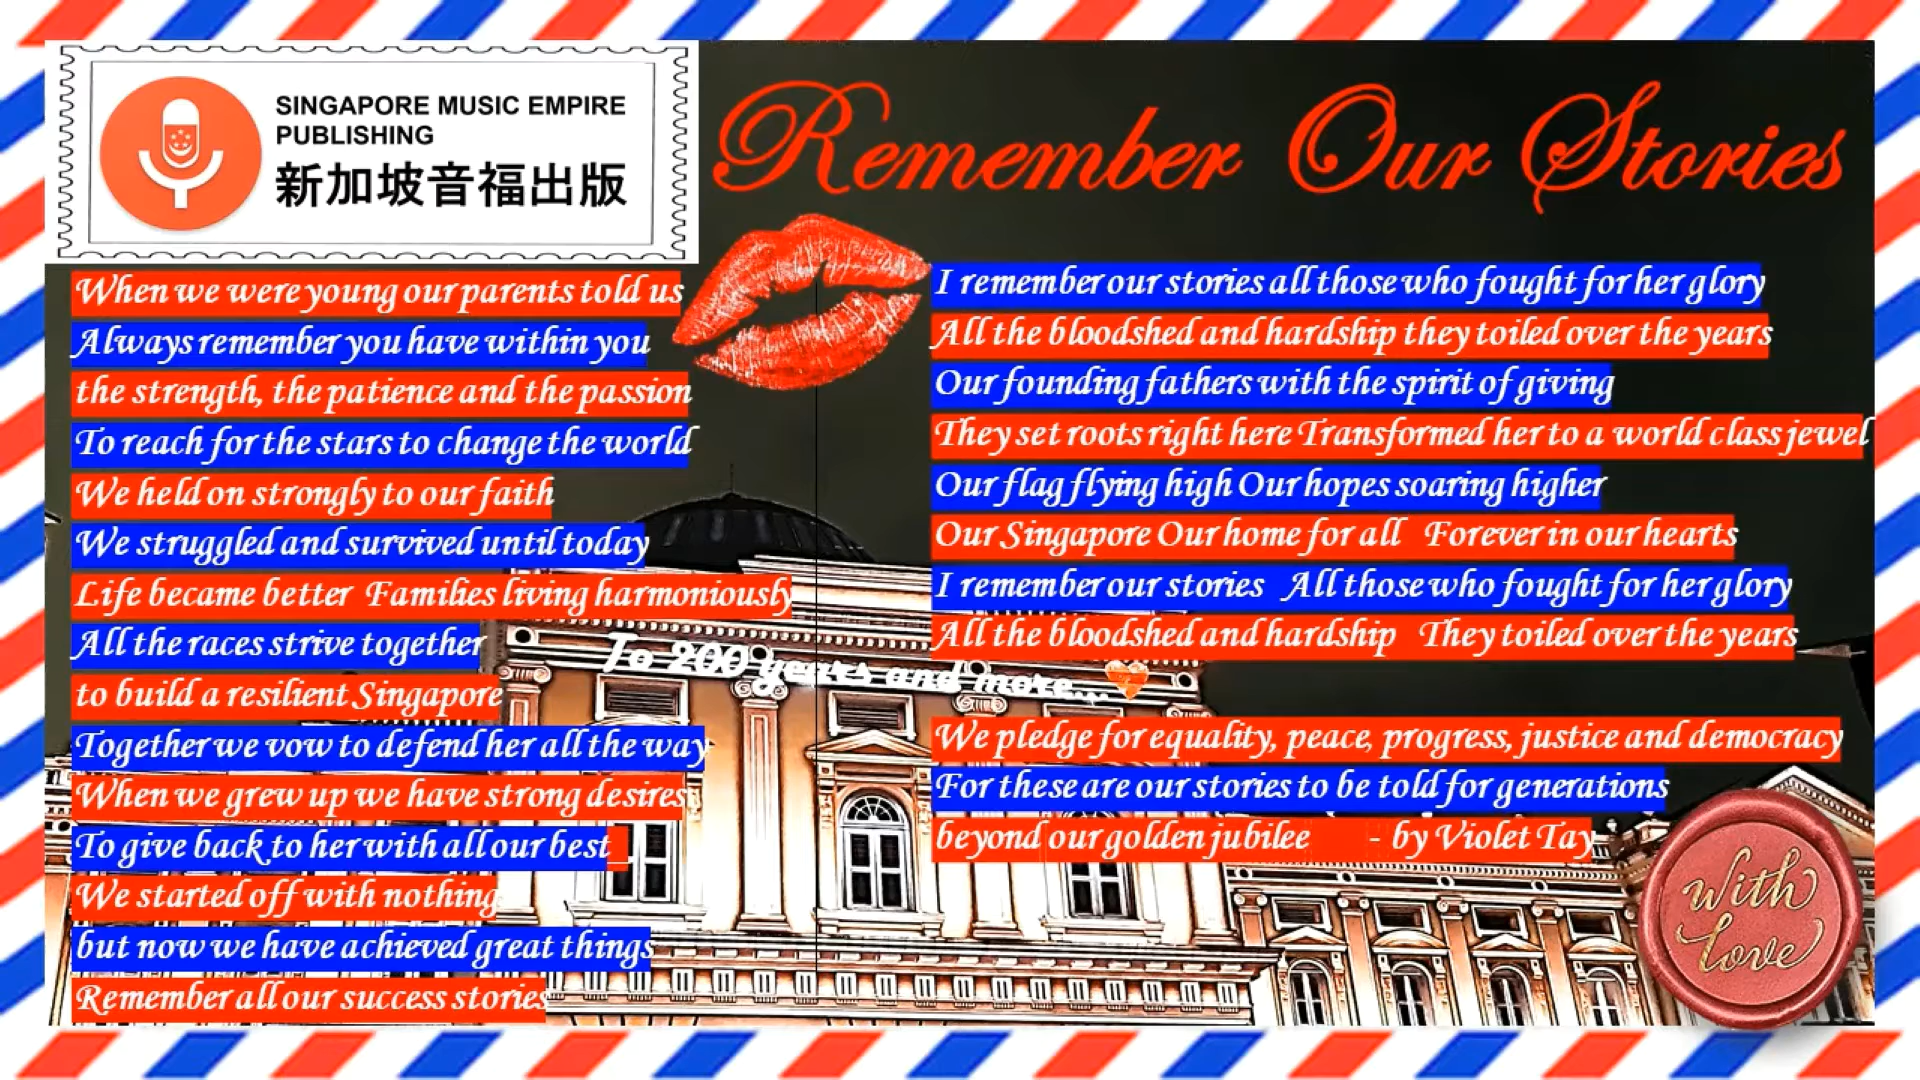 SINGAPORE MUSIC EMPIRE
PUBLISHING
新加坡音福出版
Remember Our Stories
When we were young our parents told us
Always remember you have within you
the strength, the patience and the passion
To reach for the stars to change the world
We held on strongly to our faith
We struggled and survived until today
Life became better Families living harmoniously
All the races strive together
to build a resilient Singapore
Together we vow to defend her all the way
When we grew up we have strong desires
To give back to her with all our best
We started off with nothing
but now we have achieved great things
Remember all our success stories
I remember our stories all those who fought for her glory
All the bloodshed and hardship they toiled over the years
Our founding fathers with the spirit of giving
They set roots right here Transformed her to a world class jewel
Our flag flying high Our hopes soaring higher
Our Singapore Our home for all Forever in our hearts
I remember our stories All those who fought for her glory
All the bloodshed and hardship They toiled over the years
To 200 years and more...
We pledge for equality, peace, progress, justice and democracy
For these are our stories to be told for generations
beyond our golden jubilee - by Violet Tay
With
Love